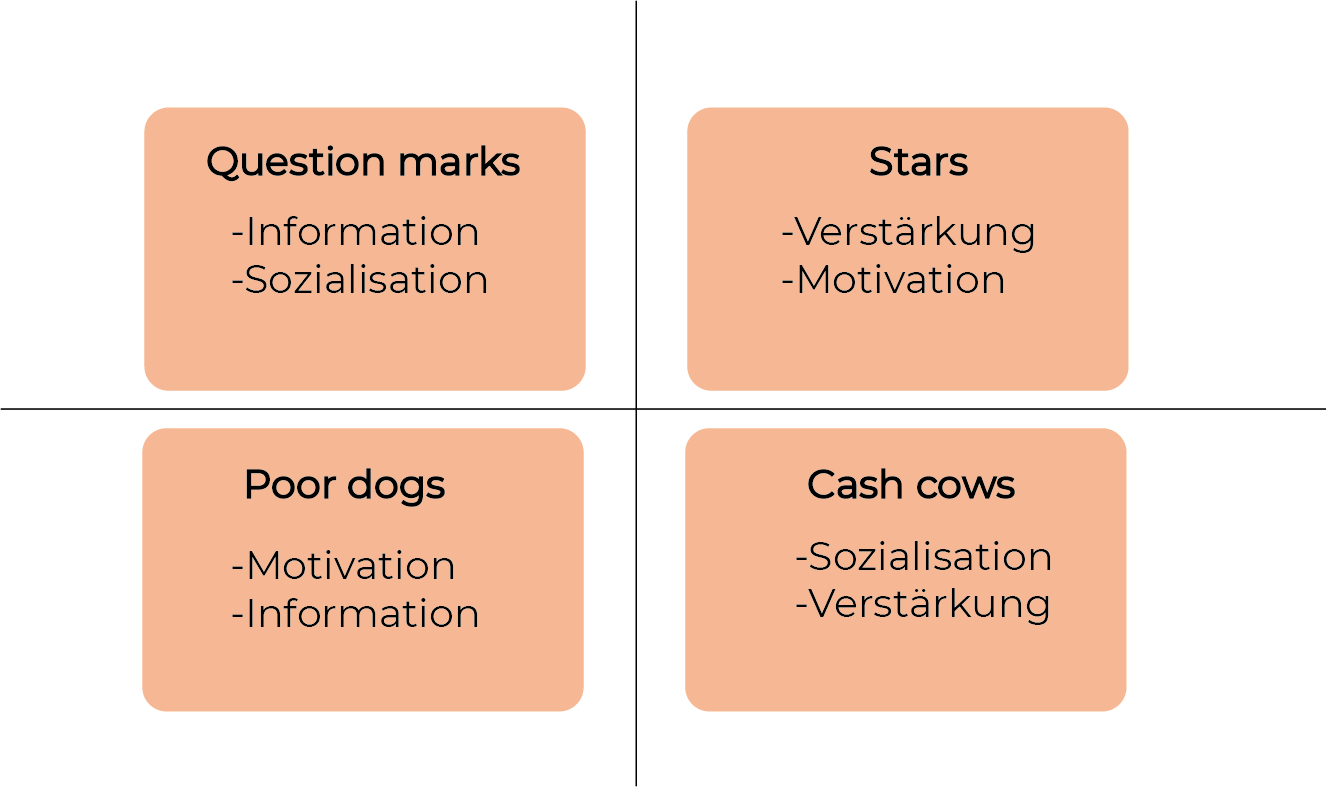 Question marks
-Information
-Sozialisation
Stars
-Verstärkung
-Motivation
Poor dogs
-Motivation
-Information
Cash cows
-Sozialisation
-Verstärkung